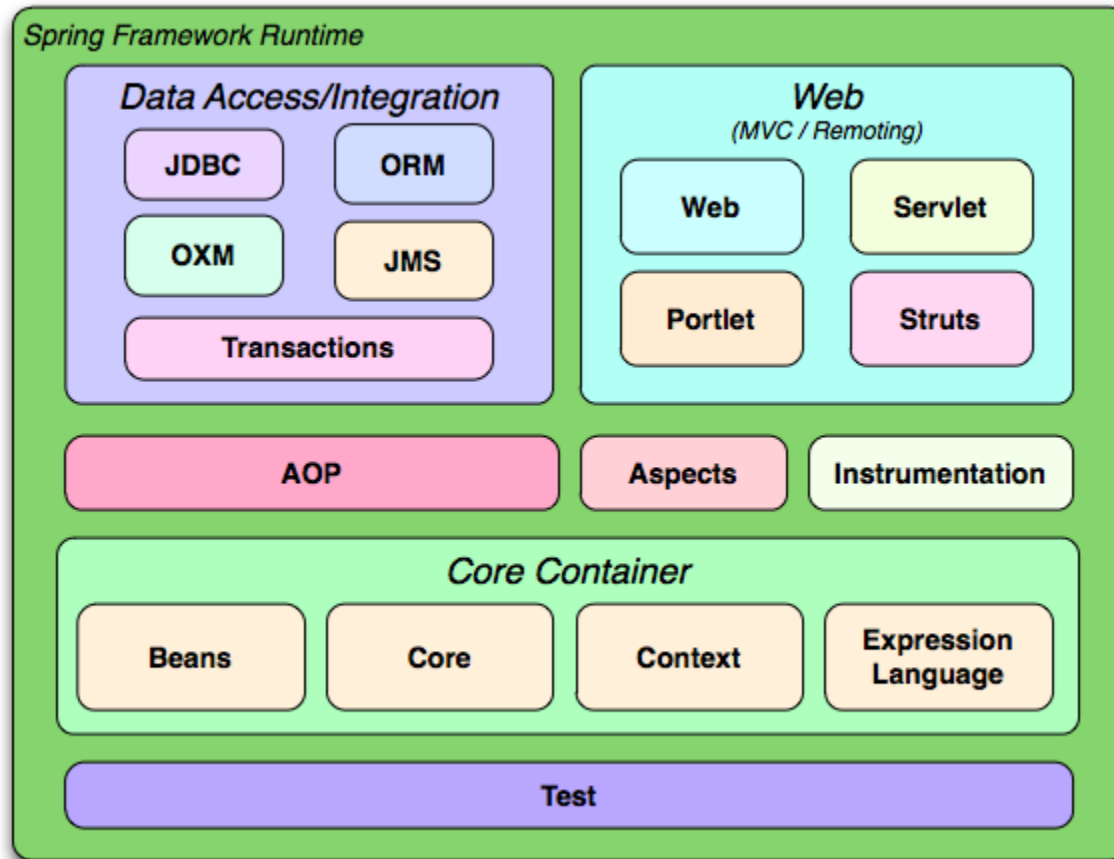 Spring Framework Runtime
Data Access/Integration
JDBC
ORM
OXM
JMS
Transactions
Web
(MVC / Remoting)
Web
Servlet
Portlet
Struts
AOP
Aspects
Instrumentation
Core Container
Beans
Core
Context
Expression
Language
Test